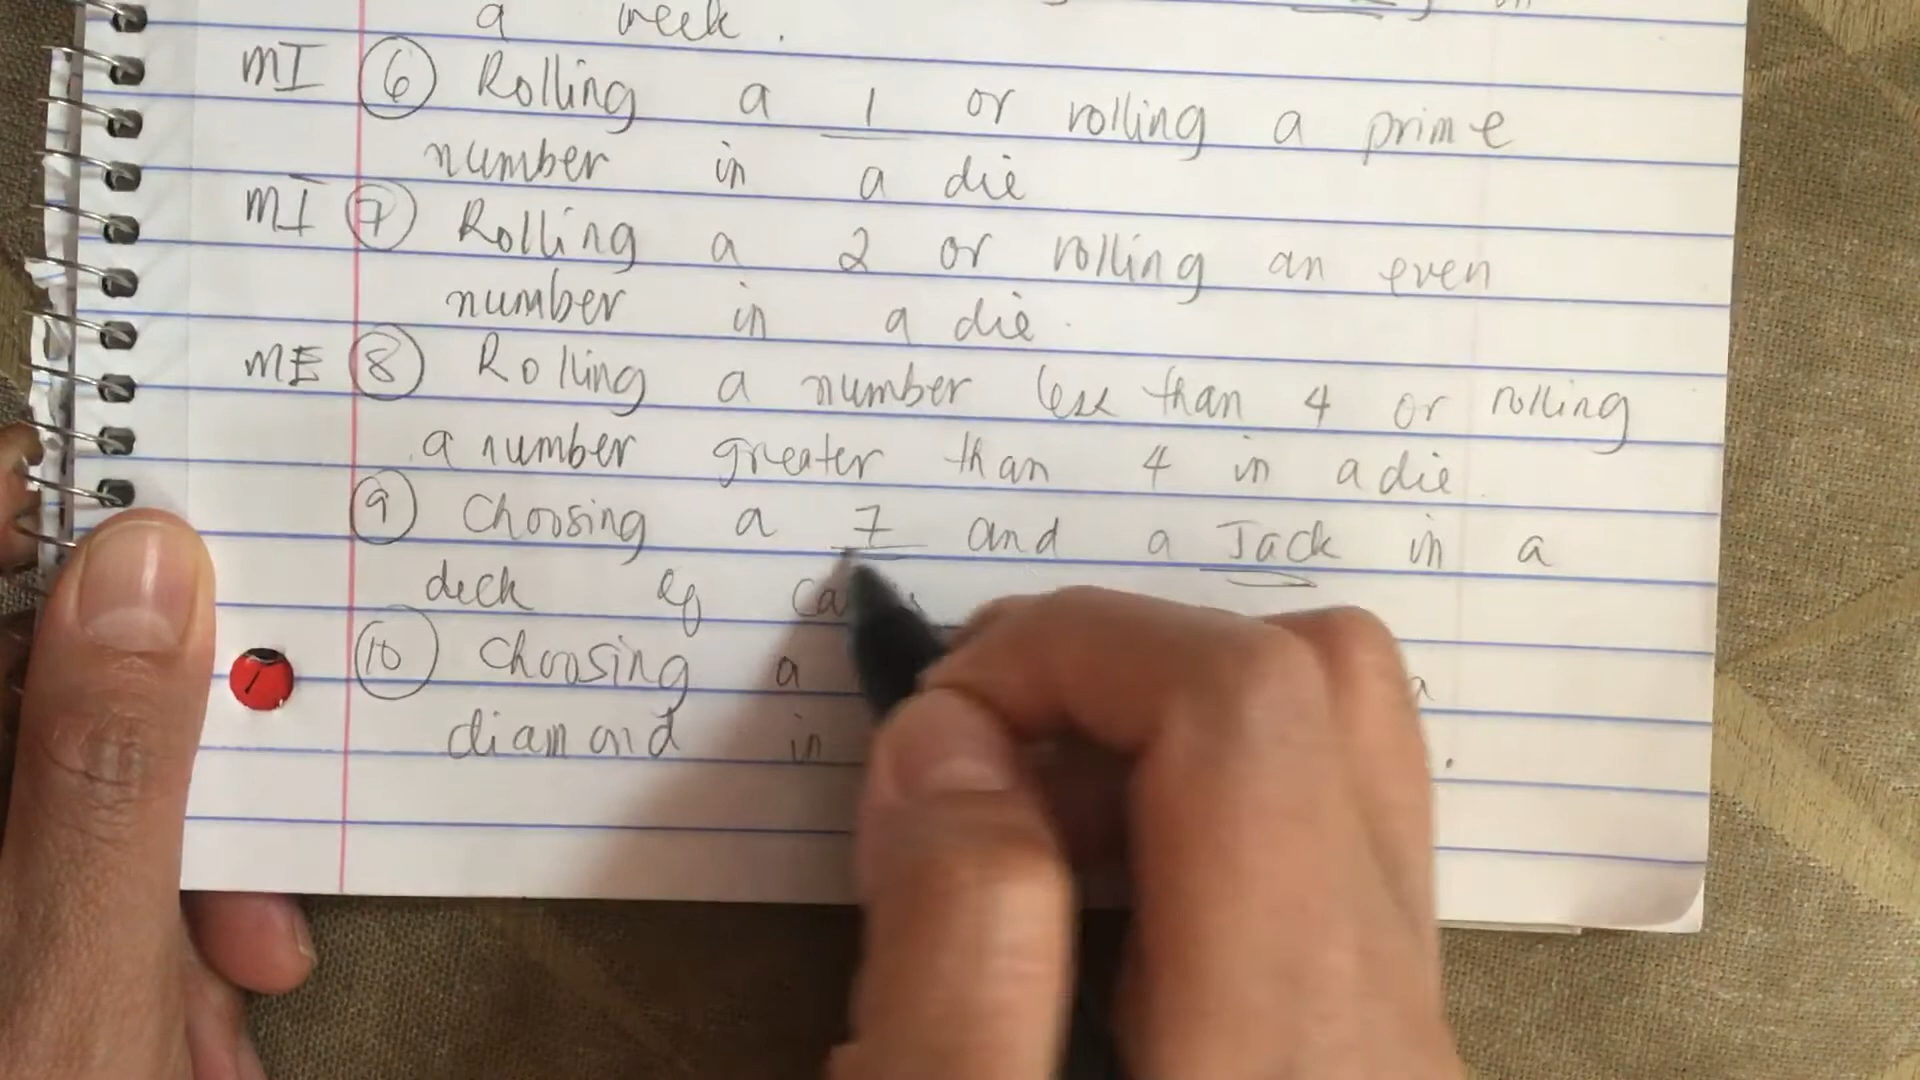 a week.
MI 6 Rolling a 1 or rolling a prime
number in a die
MI 7 Rolling a 2 or rolling an even
number in a die.
ME 8 Rolling a number less than 4 or rolling
a number greater than 4 in a die.
9 Choosing a 7 and a Jack in a
deck of
10 Choosing a
diamond in